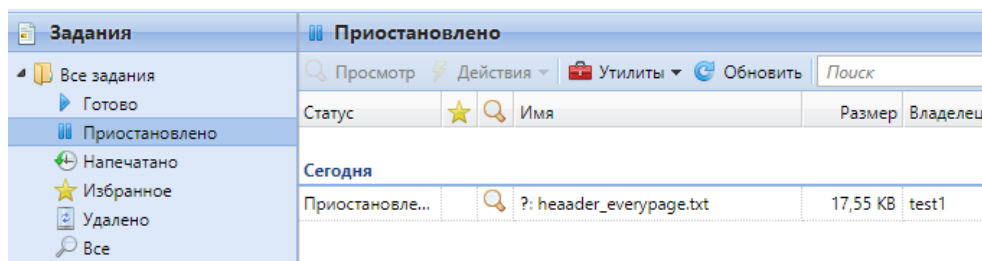 Задания
Приостановлено
Все задания
Готово
Приостановлено
Напечатано
Избранное
Удалено
Все
Просмотр Действия Утилиты Обновить Поиск
Статус Имя Размер Владелец
Сегодня
Приостановле... ?: heaader_everypage.txt 17,55 KB test1